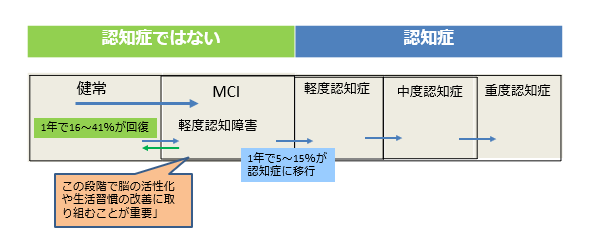 認知症ではない
認知症
健常
MCI
軽度認知障害
軽度認知症
中度認知症
重度認知症
1年で16～41%が回復
1年で5～15%が
認知症に移行
この段階で脳の活性化
や生活習慣の改善に取
り組むことが重要」